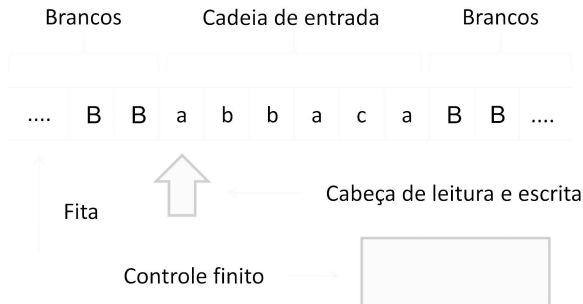 Brancos Cadeia de entrada Brancos
.... B B a b b a c a B B ....
Cabeça de leitura e escrita
Fita
Controle finito